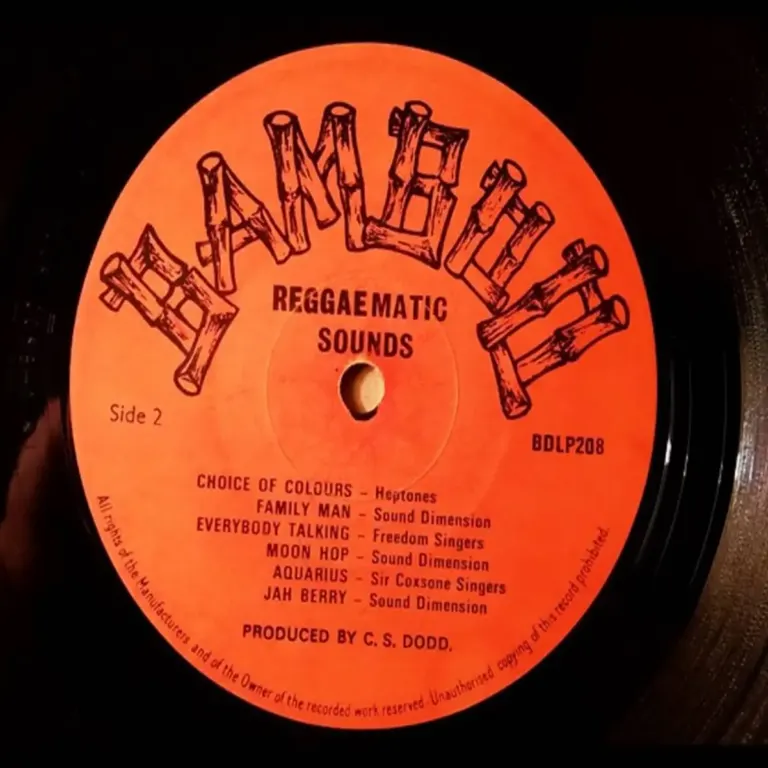 BAMBOO
REGGAEMATIC
SOUNDS
Side 2
BDLP208
CHOICE OF COLOURS - Heptones
FAMILY MAN - Sound Dimension
EVERYBODY TALKING - Freedom Singers
MOON HOP - Sound Dimension
AQUARIUS - Sir Coxsone Singers
JAH BERRY - Sound Dimension
PRODUCED BY C. S. DODD.
All rights of the Manufacturers and of the Owner of the recorded work reserved. Unauthorised copying of this record prohibited.